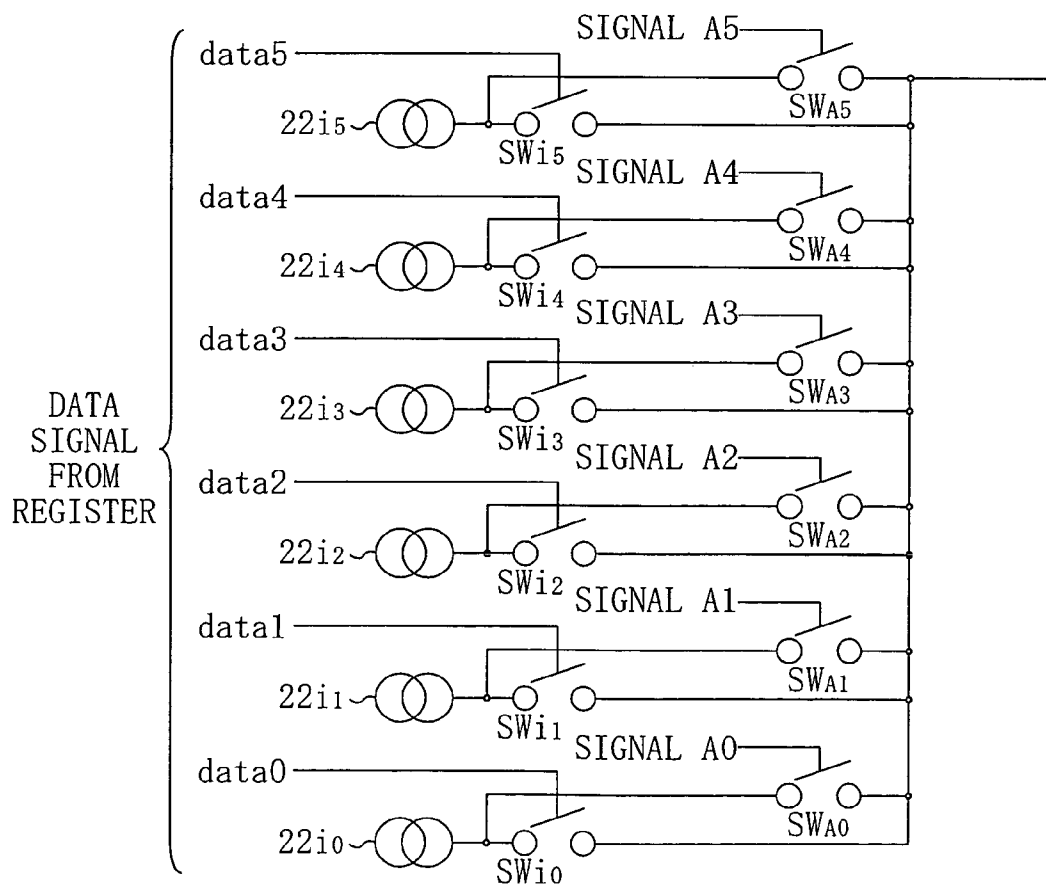 SIGNAL A5
data5
22i5
SWi5
SWA5
SIGNAL A4
data4
22i4
SWi4
SWA4
SIGNAL A3
data3
22i3
SWi3
SWA3
DATA
SIGNAL
FROM
REGISTER
SIGNAL A2
data2
22i2
SWi2
SWA2
SIGNAL A1
data1
22i1
SWi1
SWA1
SIGNAL A0
data0
22i0
SWi0
SWA0